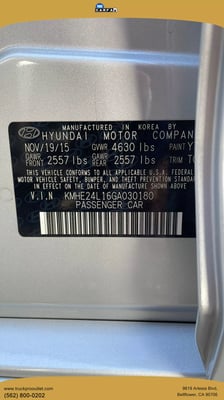 MANUFACTURED IN KOREA BY
HYUNDAI MOTOR COMPANY
NOV/19/15 GVWR 4630 lbs PAINT Y
GAWR FRONT 2557 lbs GAWR REAR 2557 lbs TRIM
THIS VEHICLE CONFORMS TO ALL APPLICABLE
U.S. FEDERAL MOTOR VEHICLE
SAFETY, BUMPER, AND THEFT PREVENTION STANDARDS
IN EFFECT ON THE DATE OF MANUFACTURE SHOWN ABOVE.
V.I.N KMHE24L16GA030180
PASSENGER CAR
www.truckprooutlet.com
(562) 800-0202
9819 Artesia Blvd,
Bellflower, CA 90706